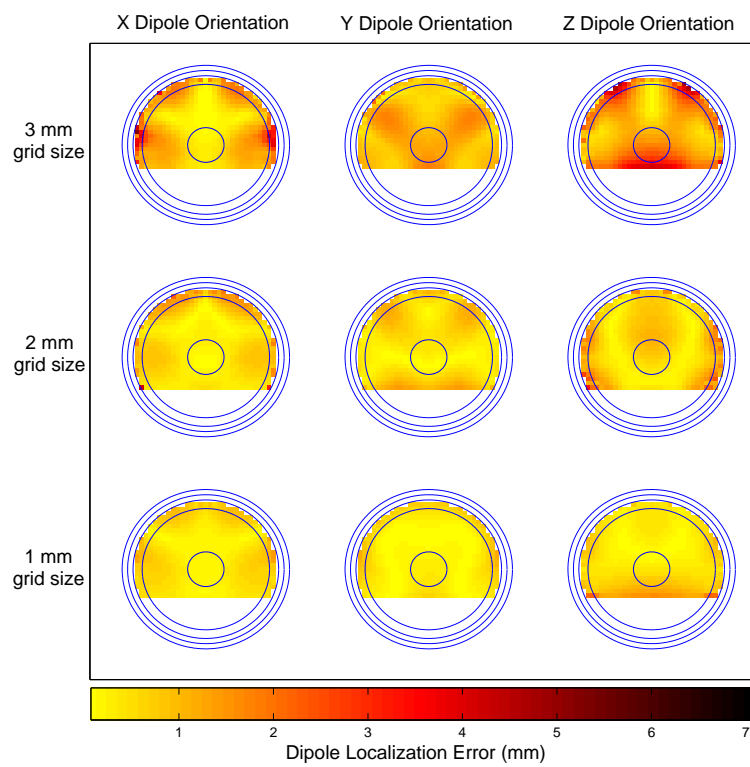 X Dipole Orientation Y Dipole Orientation Z Dipole Orientation
3 mm
grid size
2 mm
grid size
1 mm
grid size
1 2 3 4 5 6 7
Dipole Localization Error (mm)